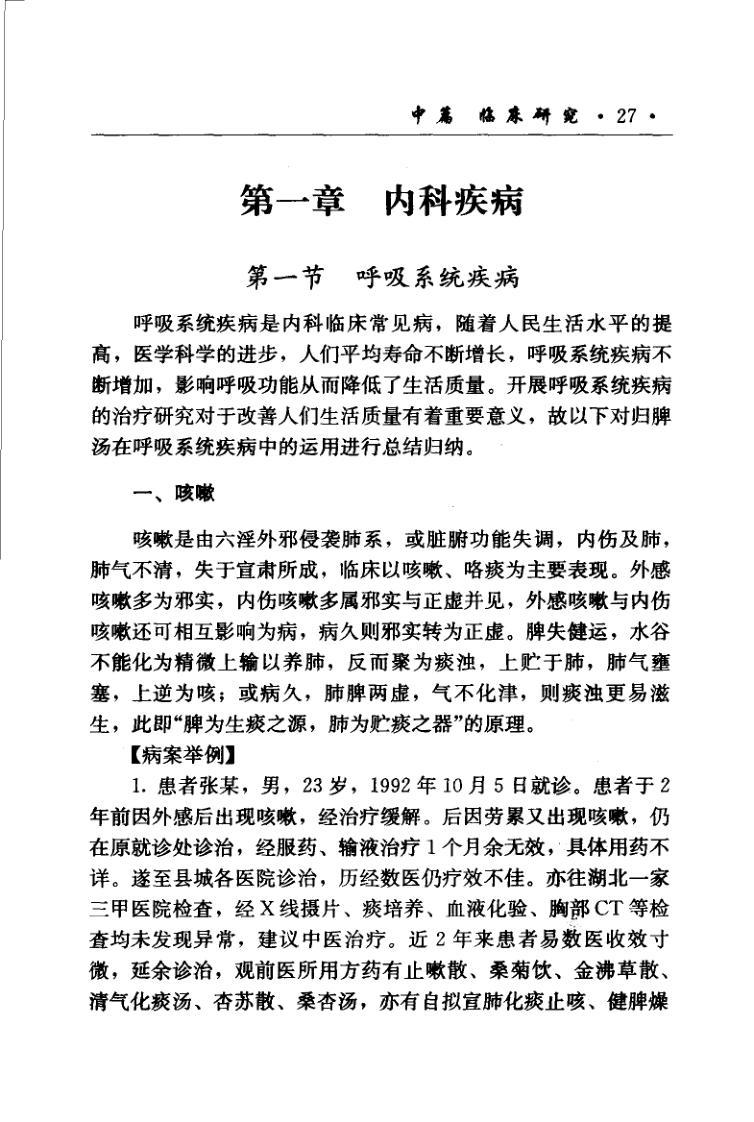 中篇 临床研究 · 27 ·
第一章 内科疾病
第一节 呼吸系统疾病
呼吸系统疾病是内科临床常见病，随着人民生活水平的提
高，医学科学的进步，人们平均寿命不断增长，呼吸系统疾病不
断增加，影响呼吸功能从而降低了生活质量。开展呼吸系统疾病
的治疗研究对于改善人们生活质量有着重要意义，故以下对归脾
汤在呼吸系统疾病中的运用进行总结归纳。
一、咳嗽
咳嗽是由六淫外邪侵袭肺系，或脏腑功能失调，内伤及肺，
肺气不清，失于宣肃所成，临床以咳嗽、咯痰为主要表现。外感
咳嗽多为邪实，内伤咳嗽多属邪实与正虚并见，外感咳嗽与内伤
咳嗽还可相互影响为病，病久则邪实转为正虚。脾失健运，水谷
不能化为精微上输以养肺，反而聚为痰浊，上贮于肺，肺气壅
塞，上逆为咳；或病久，肺脾两虚，气不化津，则痰浊更易滋
生，此即“脾为生痰之源，肺为贮痰之器”的原理。
【病案举例】
1. 患者张某，男，23 岁，1992 年 10 月 5 日就诊。患者于 2
年前因外感后出现咳嗽，经治疗缓解。后因劳累又出现咳嗽，仍
在原就诊处诊治，经服药、输液治疗 1 个月余无效，具体用药不
详。遂至县城各医院诊治，历经数医仍疗效不佳。亦往湖北一家
三甲医院检查，经 X 线摄片、痰培养、血液化验、胸部 CT 等检
查均未发现异常，建议中医治疗。近 2 年来患者易数医收效寸
微，延余诊治，观前医所用方药有止嗽散、桑菊饮、金沸草散、
清气化痰汤、杏苏散、桑杏汤，亦有自拟宣肺化痰止咳、健脾燥